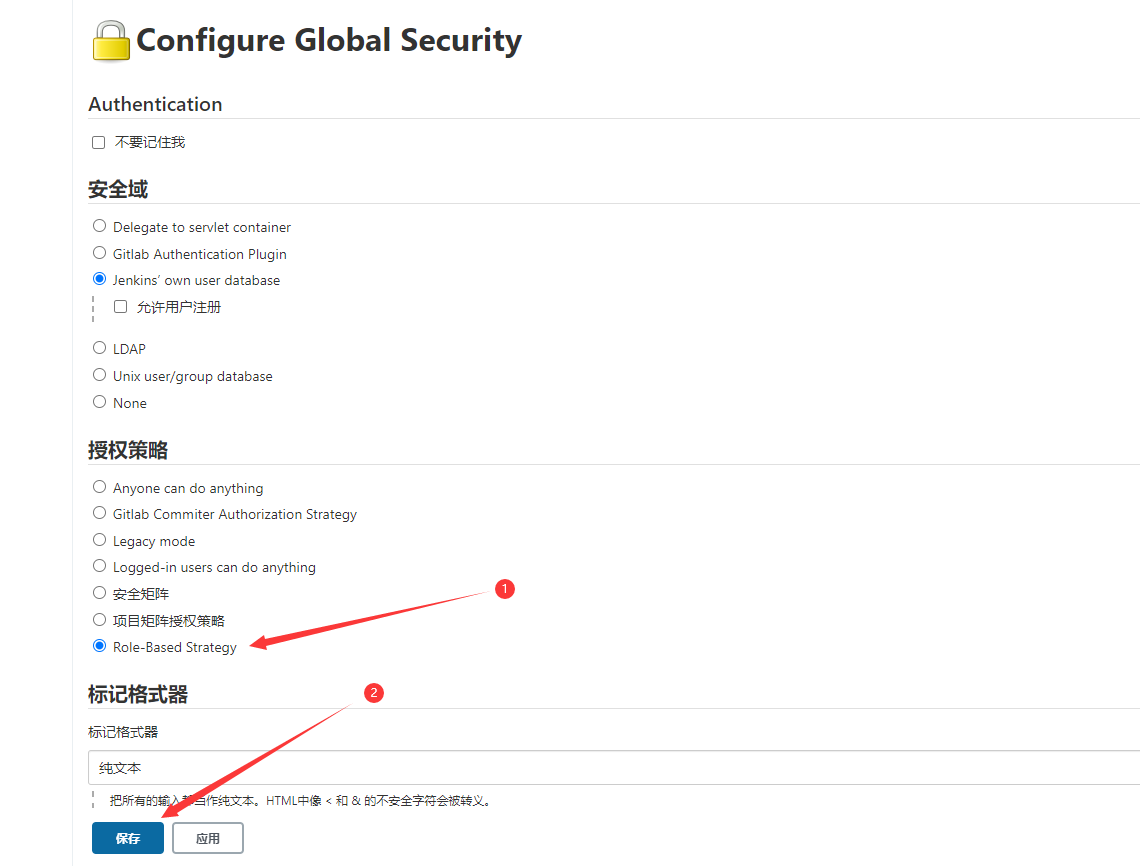 Configure Global Security
Authentication
不要记住我
安全域
Delegate to servlet container
Gitlab Authentication Plugin
Jenkins’ own user database
允许用户注册
LDAP
Unix user/group database
None
授权策略
Anyone can do anything
Gitlab Commiter Authorization Strategy
Legacy mode
Logged-in users can do anything
安全矩阵
1
项目矩阵授权策略
Role-Based Strategy
标记格式器
2
标记格式器
纯文本
把所有的输入都当作纯文本。HTML中像 < 和 & 的不安全字符会被转义。
保存
应用